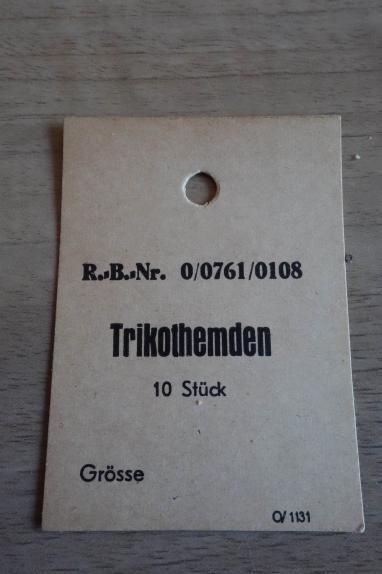 R.-B.-Nr. 0/0761/0108
Trikothemden
10 Stück
Grösse
O/1131